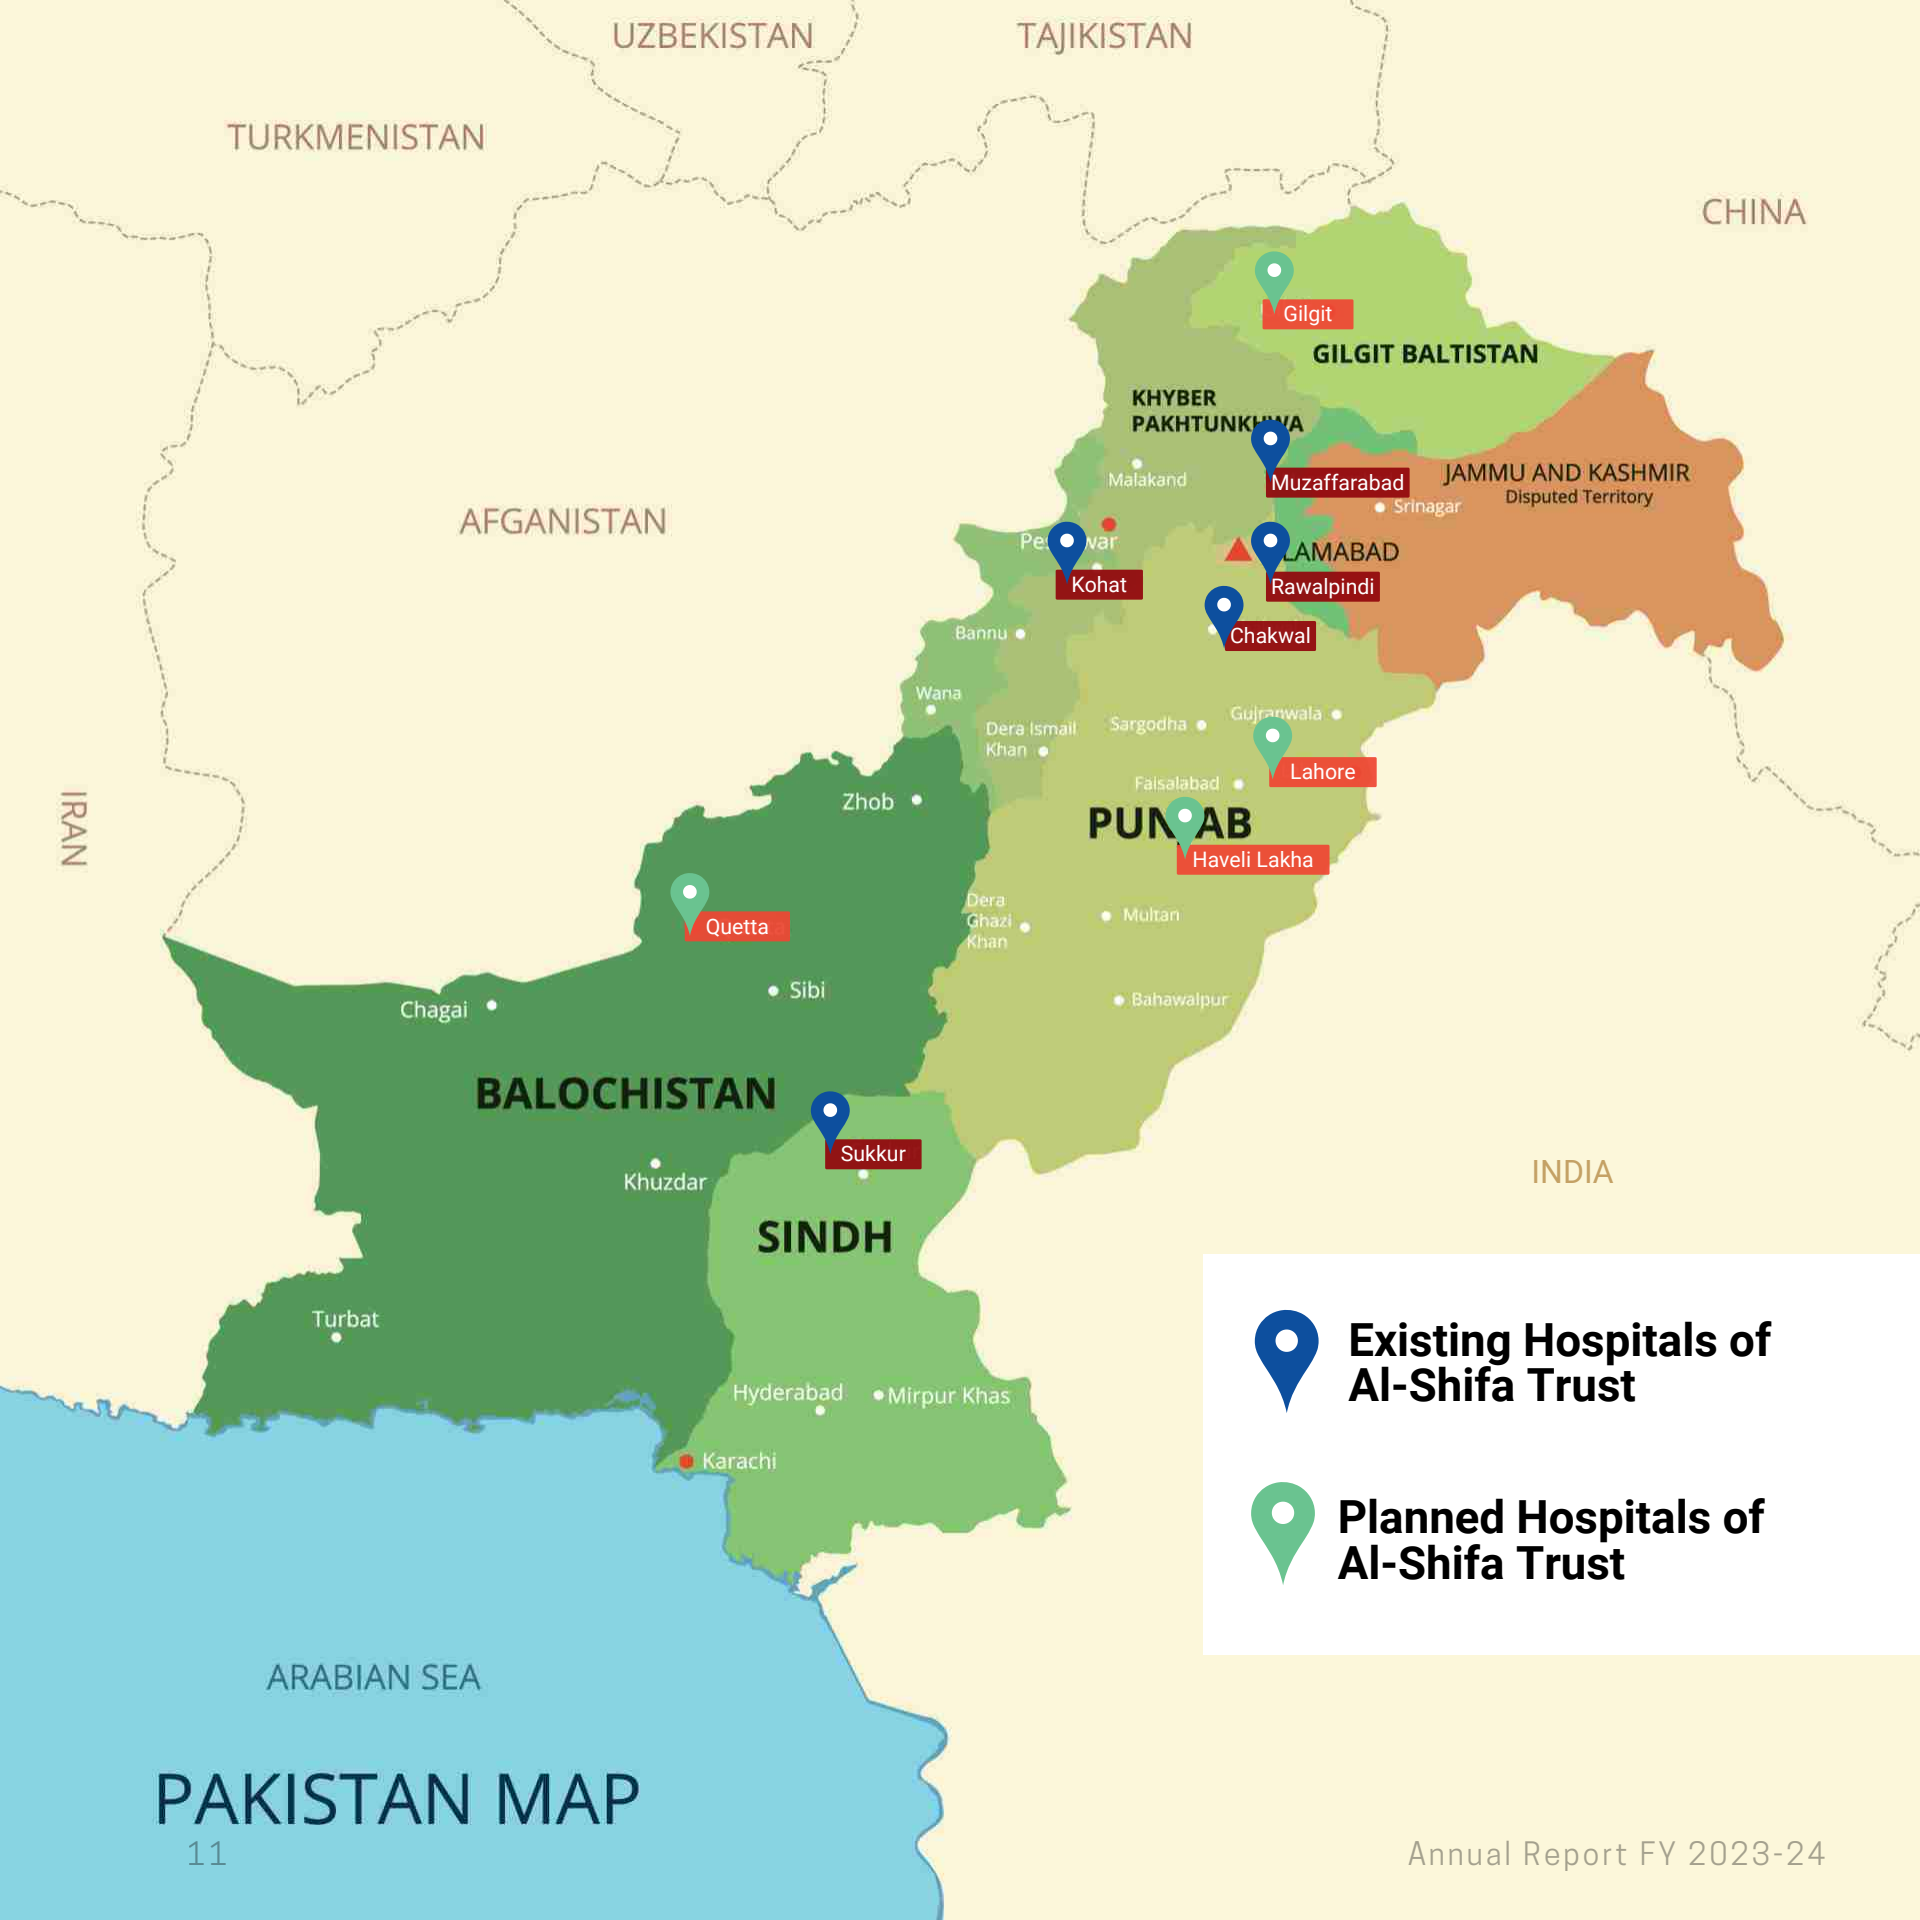 UZBEKISTAN
TAJIKISTAN
TURKMENISTAN
CHINA
Gilgit
GILGIT BALTISTAN
KHYBER
PAKHTUNKHWA
Malakand
Muzaffarabad
JAMMU AND KASHMIR
Disputed Territory
Srinagar
AFGANISTAN
Pes war
LAMABAD
Kohat
Rawalpindi
Bannu
Chakwal
Wana
Dera Ismail
Khan
Sargodha
Gujranwala
Lahore
Faisalabad
Zhob
IRAN
PUNJAB
Haveli Lakha
Quetta
Dera
Ghazi
Khan
Multan
Chagai
Sibi
Bahawalpur
BALOCHISTAN
Sukkur
Khuzdar
INDIA
SINDH
Turbat
Hyderabad
Mirpur Khas
Karachi
Existing Hospitals of
Al-Shifa Trust
Planned Hospitals of
Al-Shifa Trust
ARABIAN SEA
PAKISTAN MAP
11
Annual Report FY 2023-24